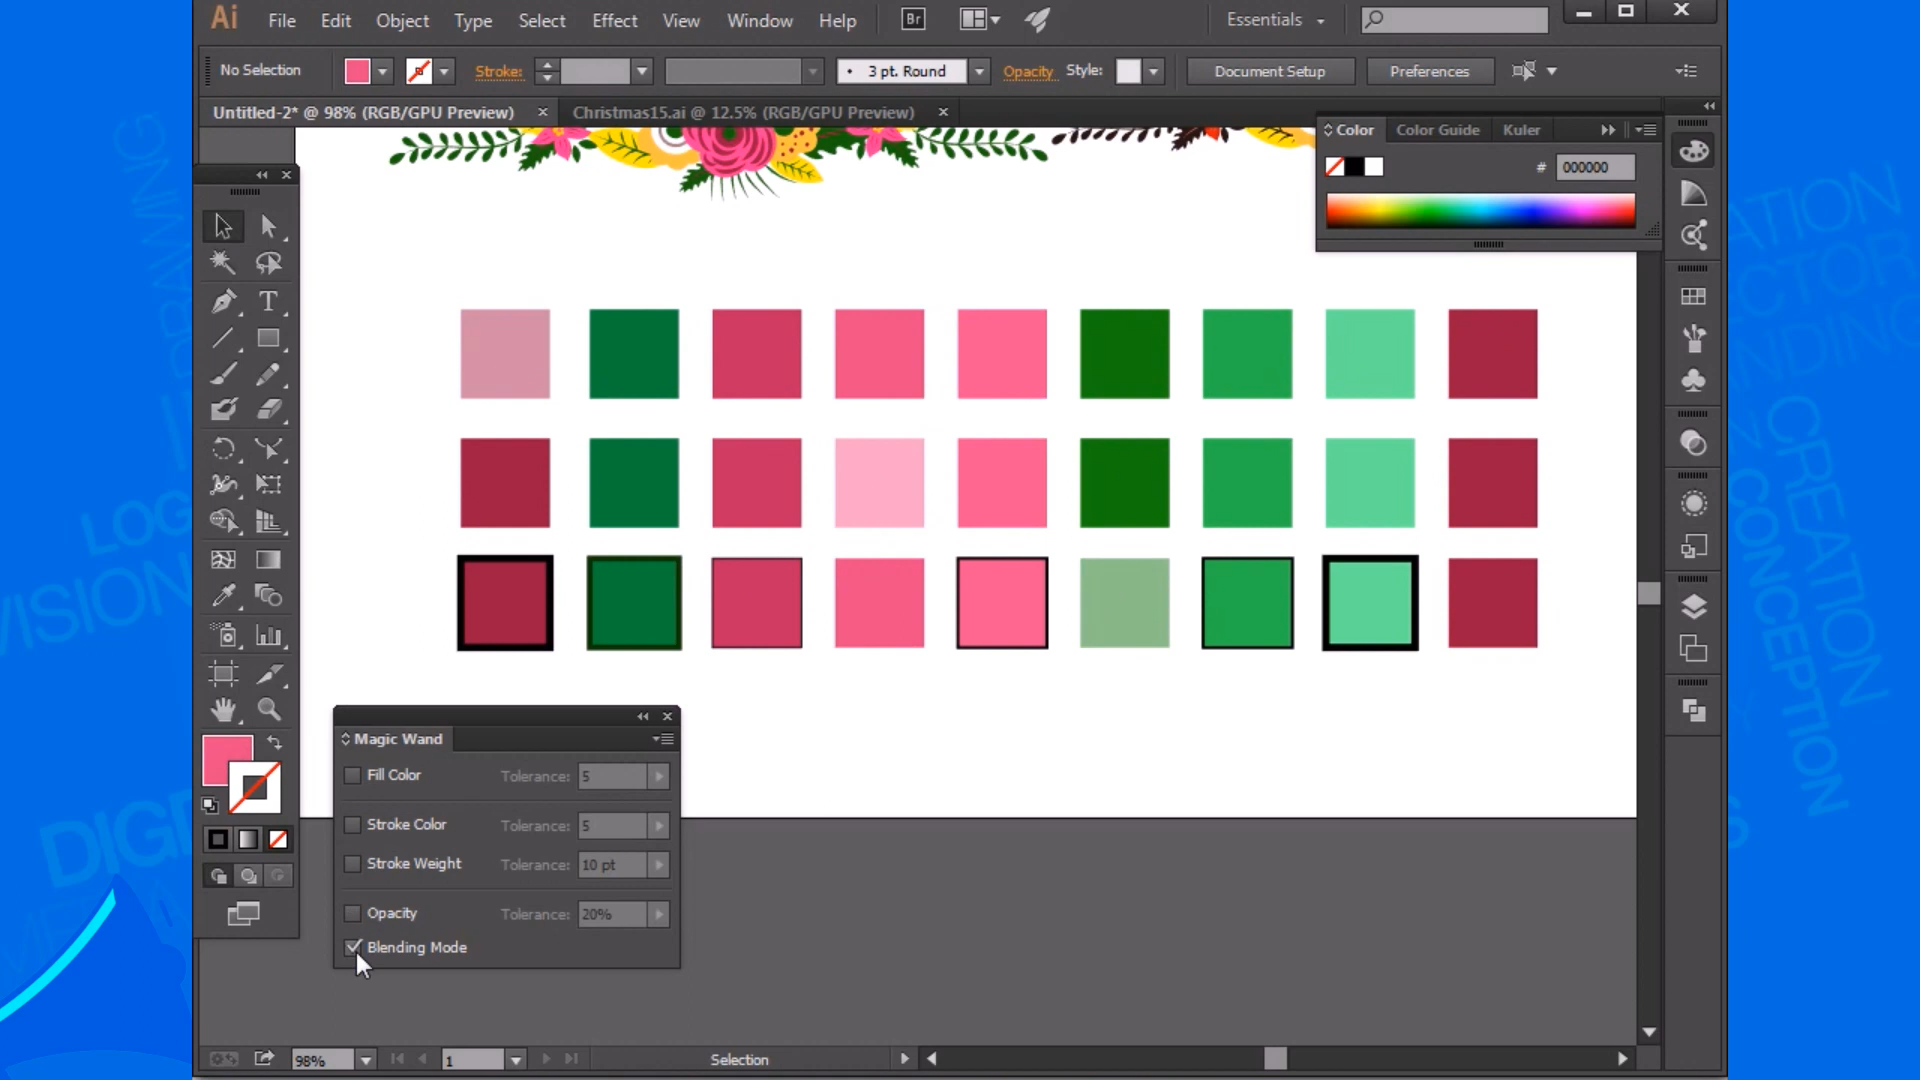 Ai File Edit Object Type Select Effect View Window Help Br Essentials
No Selection Stroke: 3 pt. Round Opacity Style: Document Setup Preferences
Untitled-2* @ 98% (RGB/GPU Preview) × Christmas15.ai @ 12.5% (RGB/GPU Preview) ×
Color Color Guide Kuler
# 000000
Magic Wand
Fill Color Tolerance: 5
Stroke Color Tolerance: 5
Stroke Weight Tolerance: 10 pt
Opacity Tolerance: 20%
Blending Mode
98% 1 Selection
VISION
CREATION
CONCEPTION